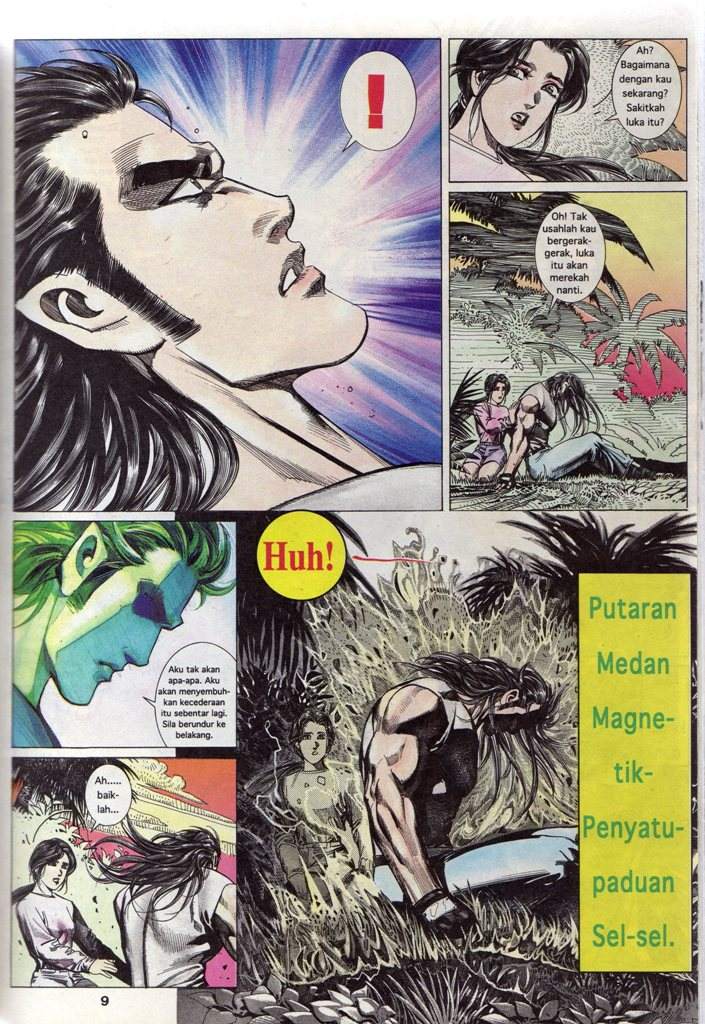 !
Ah?
Bagaimana
dengan kau
sekarang?
Sakitkah
luka itu?
Oh! Tak
usahlah kau
bergerak-
gerak, luka
itu akan
merekah
nanti.
Aku tak akan
apa-apa. Aku
akan menyembuh-
kan kecederaan
itu sebentar lagi.
Sila berundur ke
belakang.
Ah.....
baik-
lah...
Huh!
Putaran
Medan
Magne-
tik-
Penyatu-
paduan
Sel-sel.
9